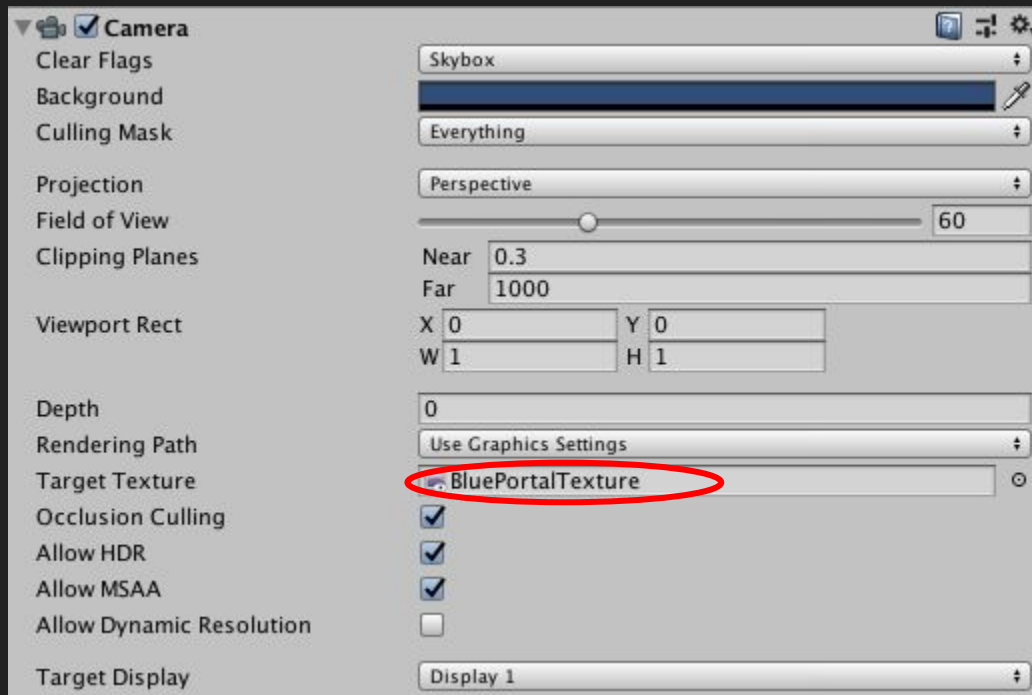 Camera
Clear Flags Skybox
Background
Culling Mask Everything
Projection Perspective
Field of View 60
Clipping Planes Near 0.3
Far 1000
Viewport Rect X 0 Y 0
W 1 H 1
Depth 0
Rendering Path Use Graphics Settings
Target Texture BluePortalTexture
Occlusion Culling
Allow HDR
Allow MSAA
Allow Dynamic Resolution
Target Display Display 1